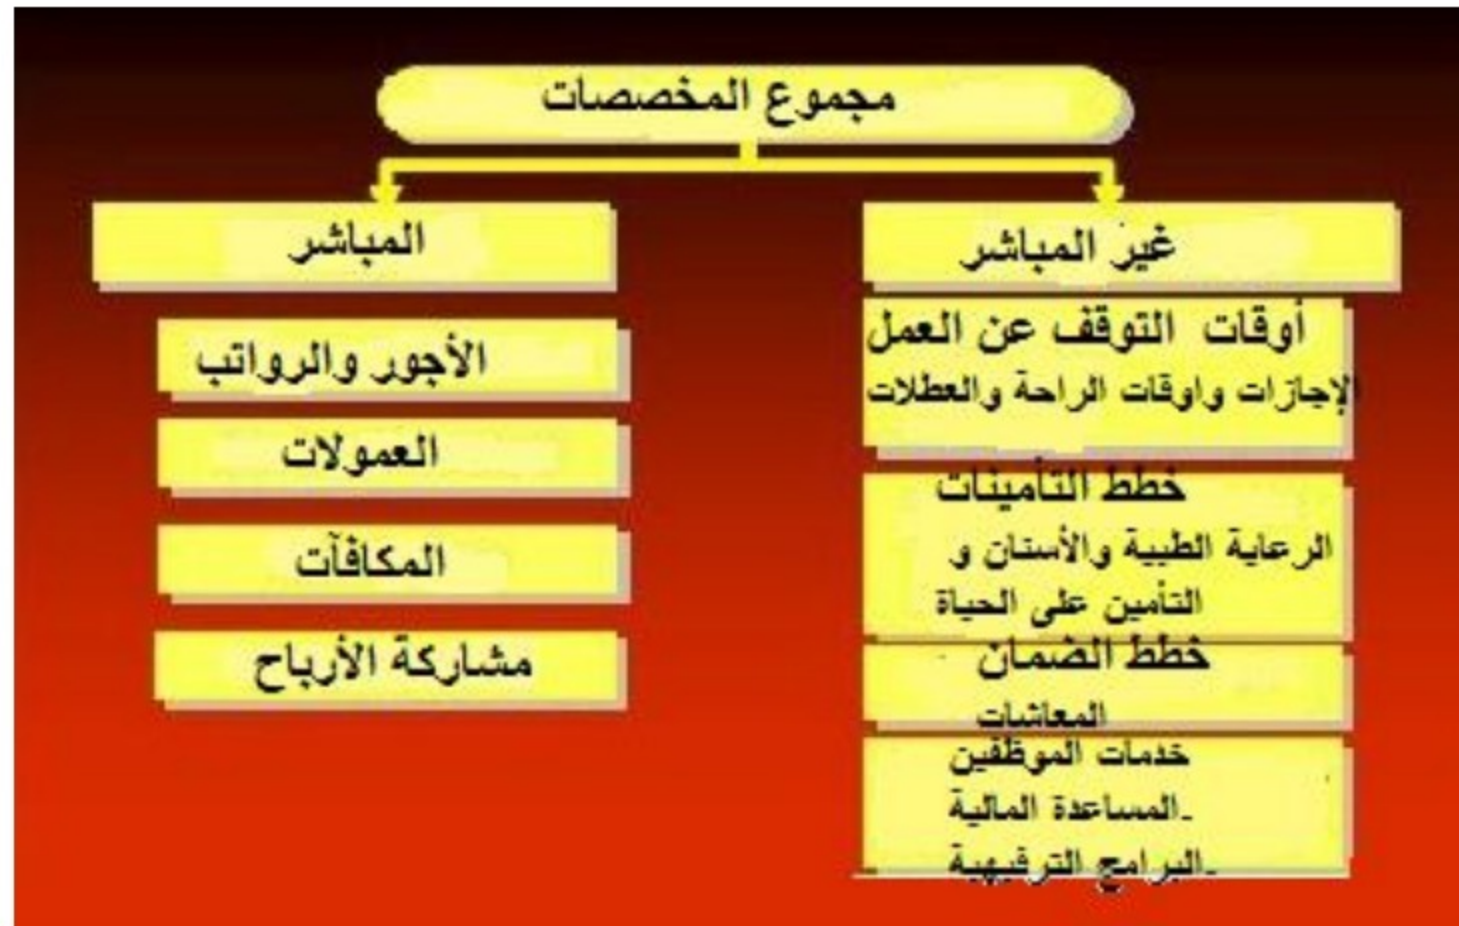 مجموع المخصصات
غير المباشر
أوقات التوقف عن العمل
الإجازات واوقات الراحة والعطلات
خطط التأمينات
الرعاية الطبية والأسنان و
التأمين على الحياة
خطط الضمان
المعاشات
خدمات الموظفين
-المساعدة المالية
-البرامج الترفيهية
المباشر
الأجور والرواتب
العمولات
المكافآت
مشاركة الأرباح